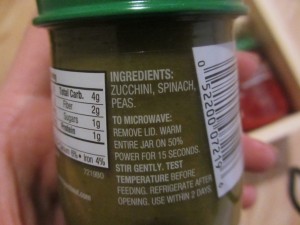 Total Carb. 4g
Fiber 2g
Sugars 1g
Protein 1g
Iron 4%
INGREDIENTS:
ZUCCHINI, SPINACH,
PEAS.
TO MICROWAVE:
REMOVE LID. WARM
ENTIRE JAR ON 50%
POWER FOR 15 SECONDS.
STIR GENTLY. TEST
TEMPERATURE BEFORE
FEEDING. REFRIGERATE AFTER
OPENING. USE WITHIN 2 DAYS.